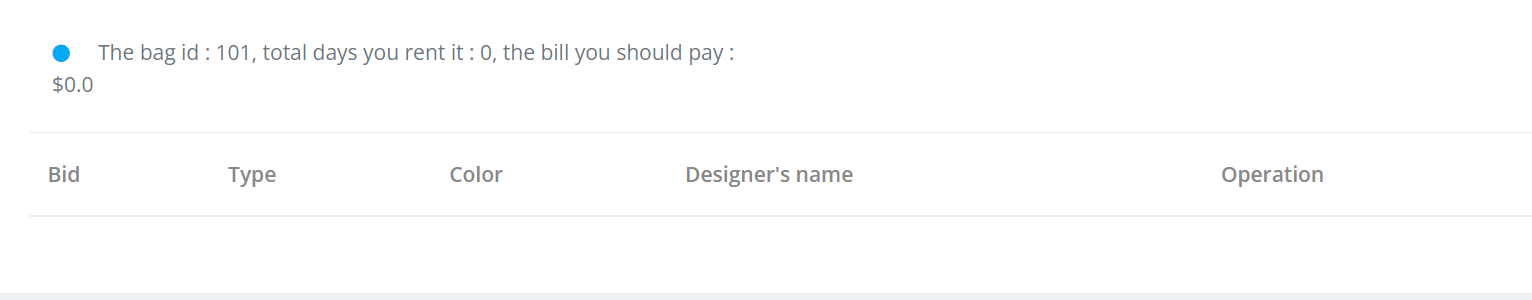 The bag id : 101, total days you rent it : 0, the bill you should pay :
$0.0
Bid Type Color Designer's name Operation